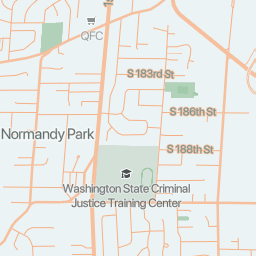 QFC
S 183rd St
S 186th St
Normandy Park
S 188th St
Washington State Criminal
Justice Training Center